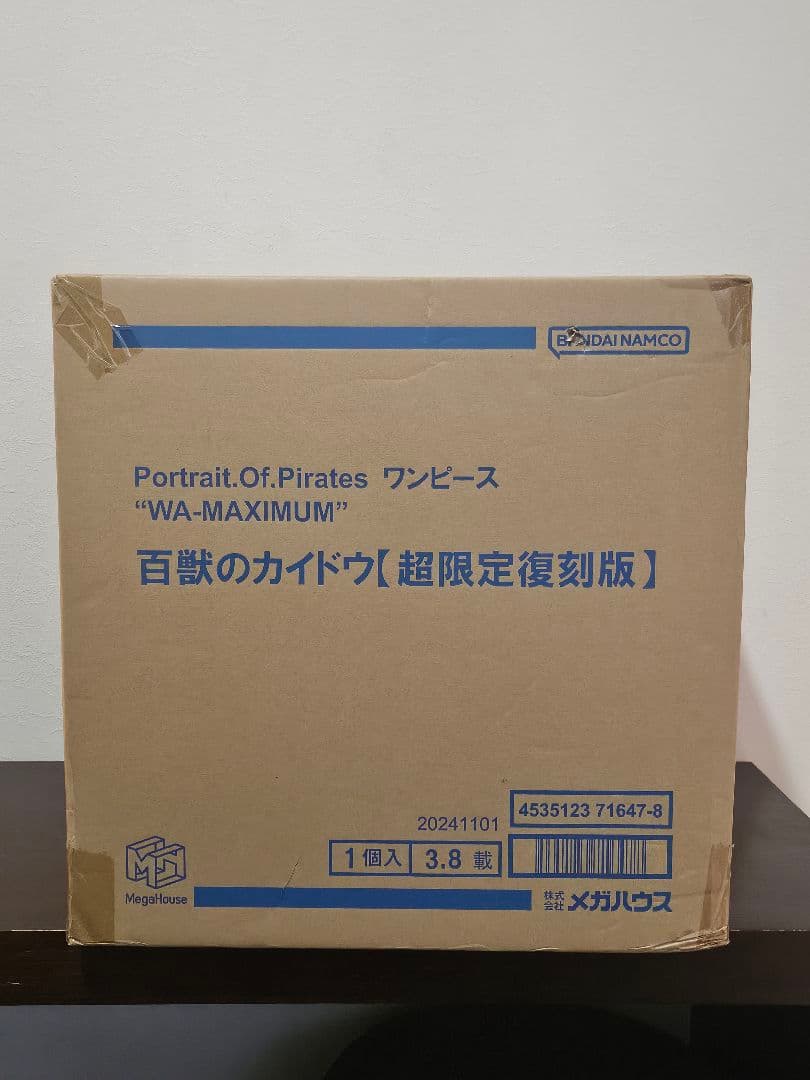 BANDAI NAMCO
Portrait.Of.Pirates ワンピース
“WA-MAXIMUM”
百獣のカイドウ【超限定復刻版】
20241101
4535123 71647-8
1個入 3.8 載
MegaHouse
株式会社 メガハウス